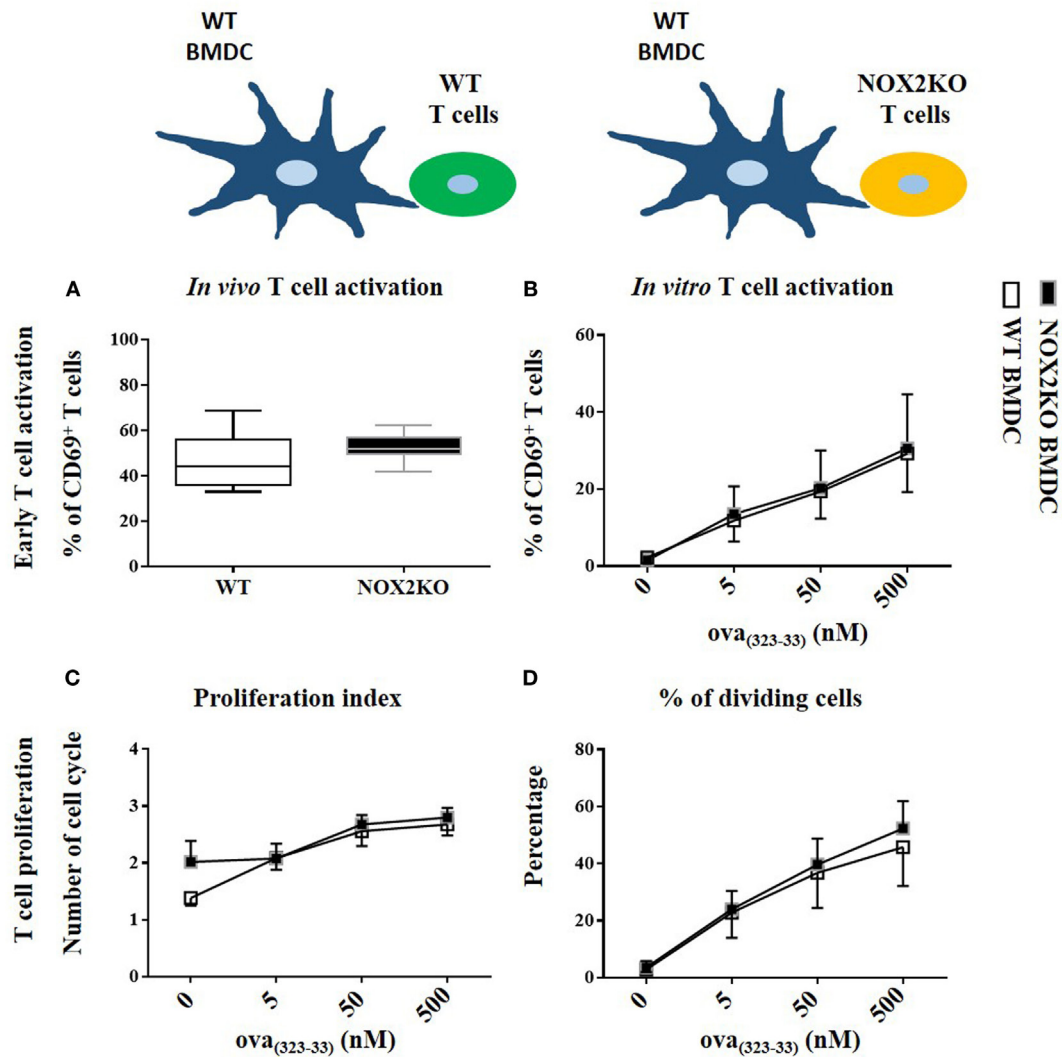 WT
BMDC
WT
T cells
WT
BMDC
NOX2KO
T cells
A
In vivo T cell activation
Early T cell activation
% of CD69+ T cells
100
80
60
40
20
0
WT
NOX2KO
B
In vitro T cell activation
% of CD69+ T cells
60
40
20
0
0
5
50
500
ova(323-33) (nM)
NOX2KO BMDC
WT BMDC
C
Proliferation index
T cell proliferation
Number of cell cycle
4
3
2
1
0
0
5
50
500
ova(323-33) (nM)
D
% of dividing cells
Percentage
80
60
40
20
0
0
5
50
500
ova(323-33) (nM)